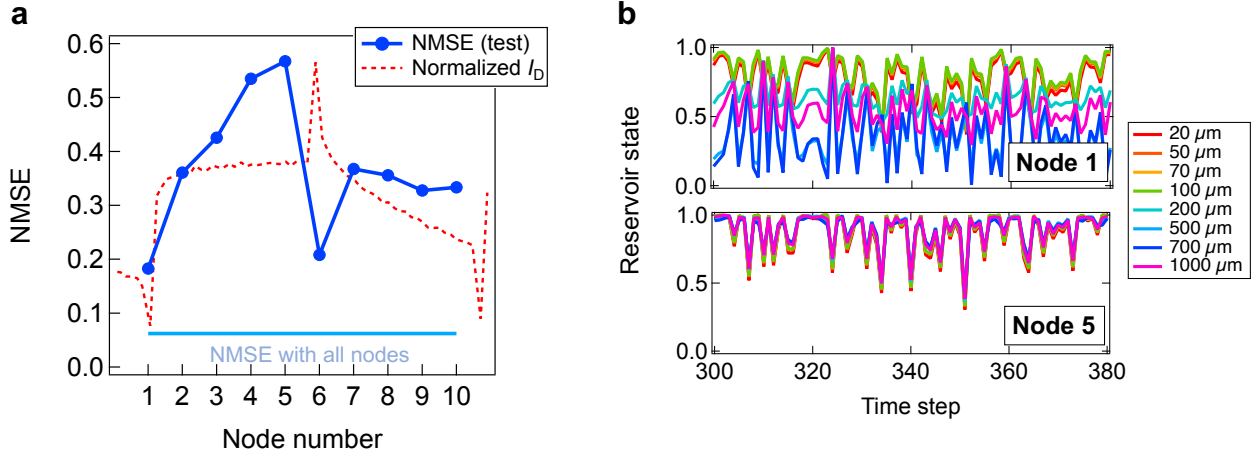 a
0.6
0.5
0.4
0.3
0.2
0.1
0.0
NMSE
NMSE (test)
Normalized I_D
NMSE with all nodes
1 2 3 4 5 6 7 8 9 10
Node number
b
1.0
0.5
0.0
Node 1
1.0
0.5
0.0
Node 5
Reservoir state
300 320 340 360 380
Time step
20 µm
50 µm
70 µm
100 µm
200 µm
500 µm
700 µm
1000 µm